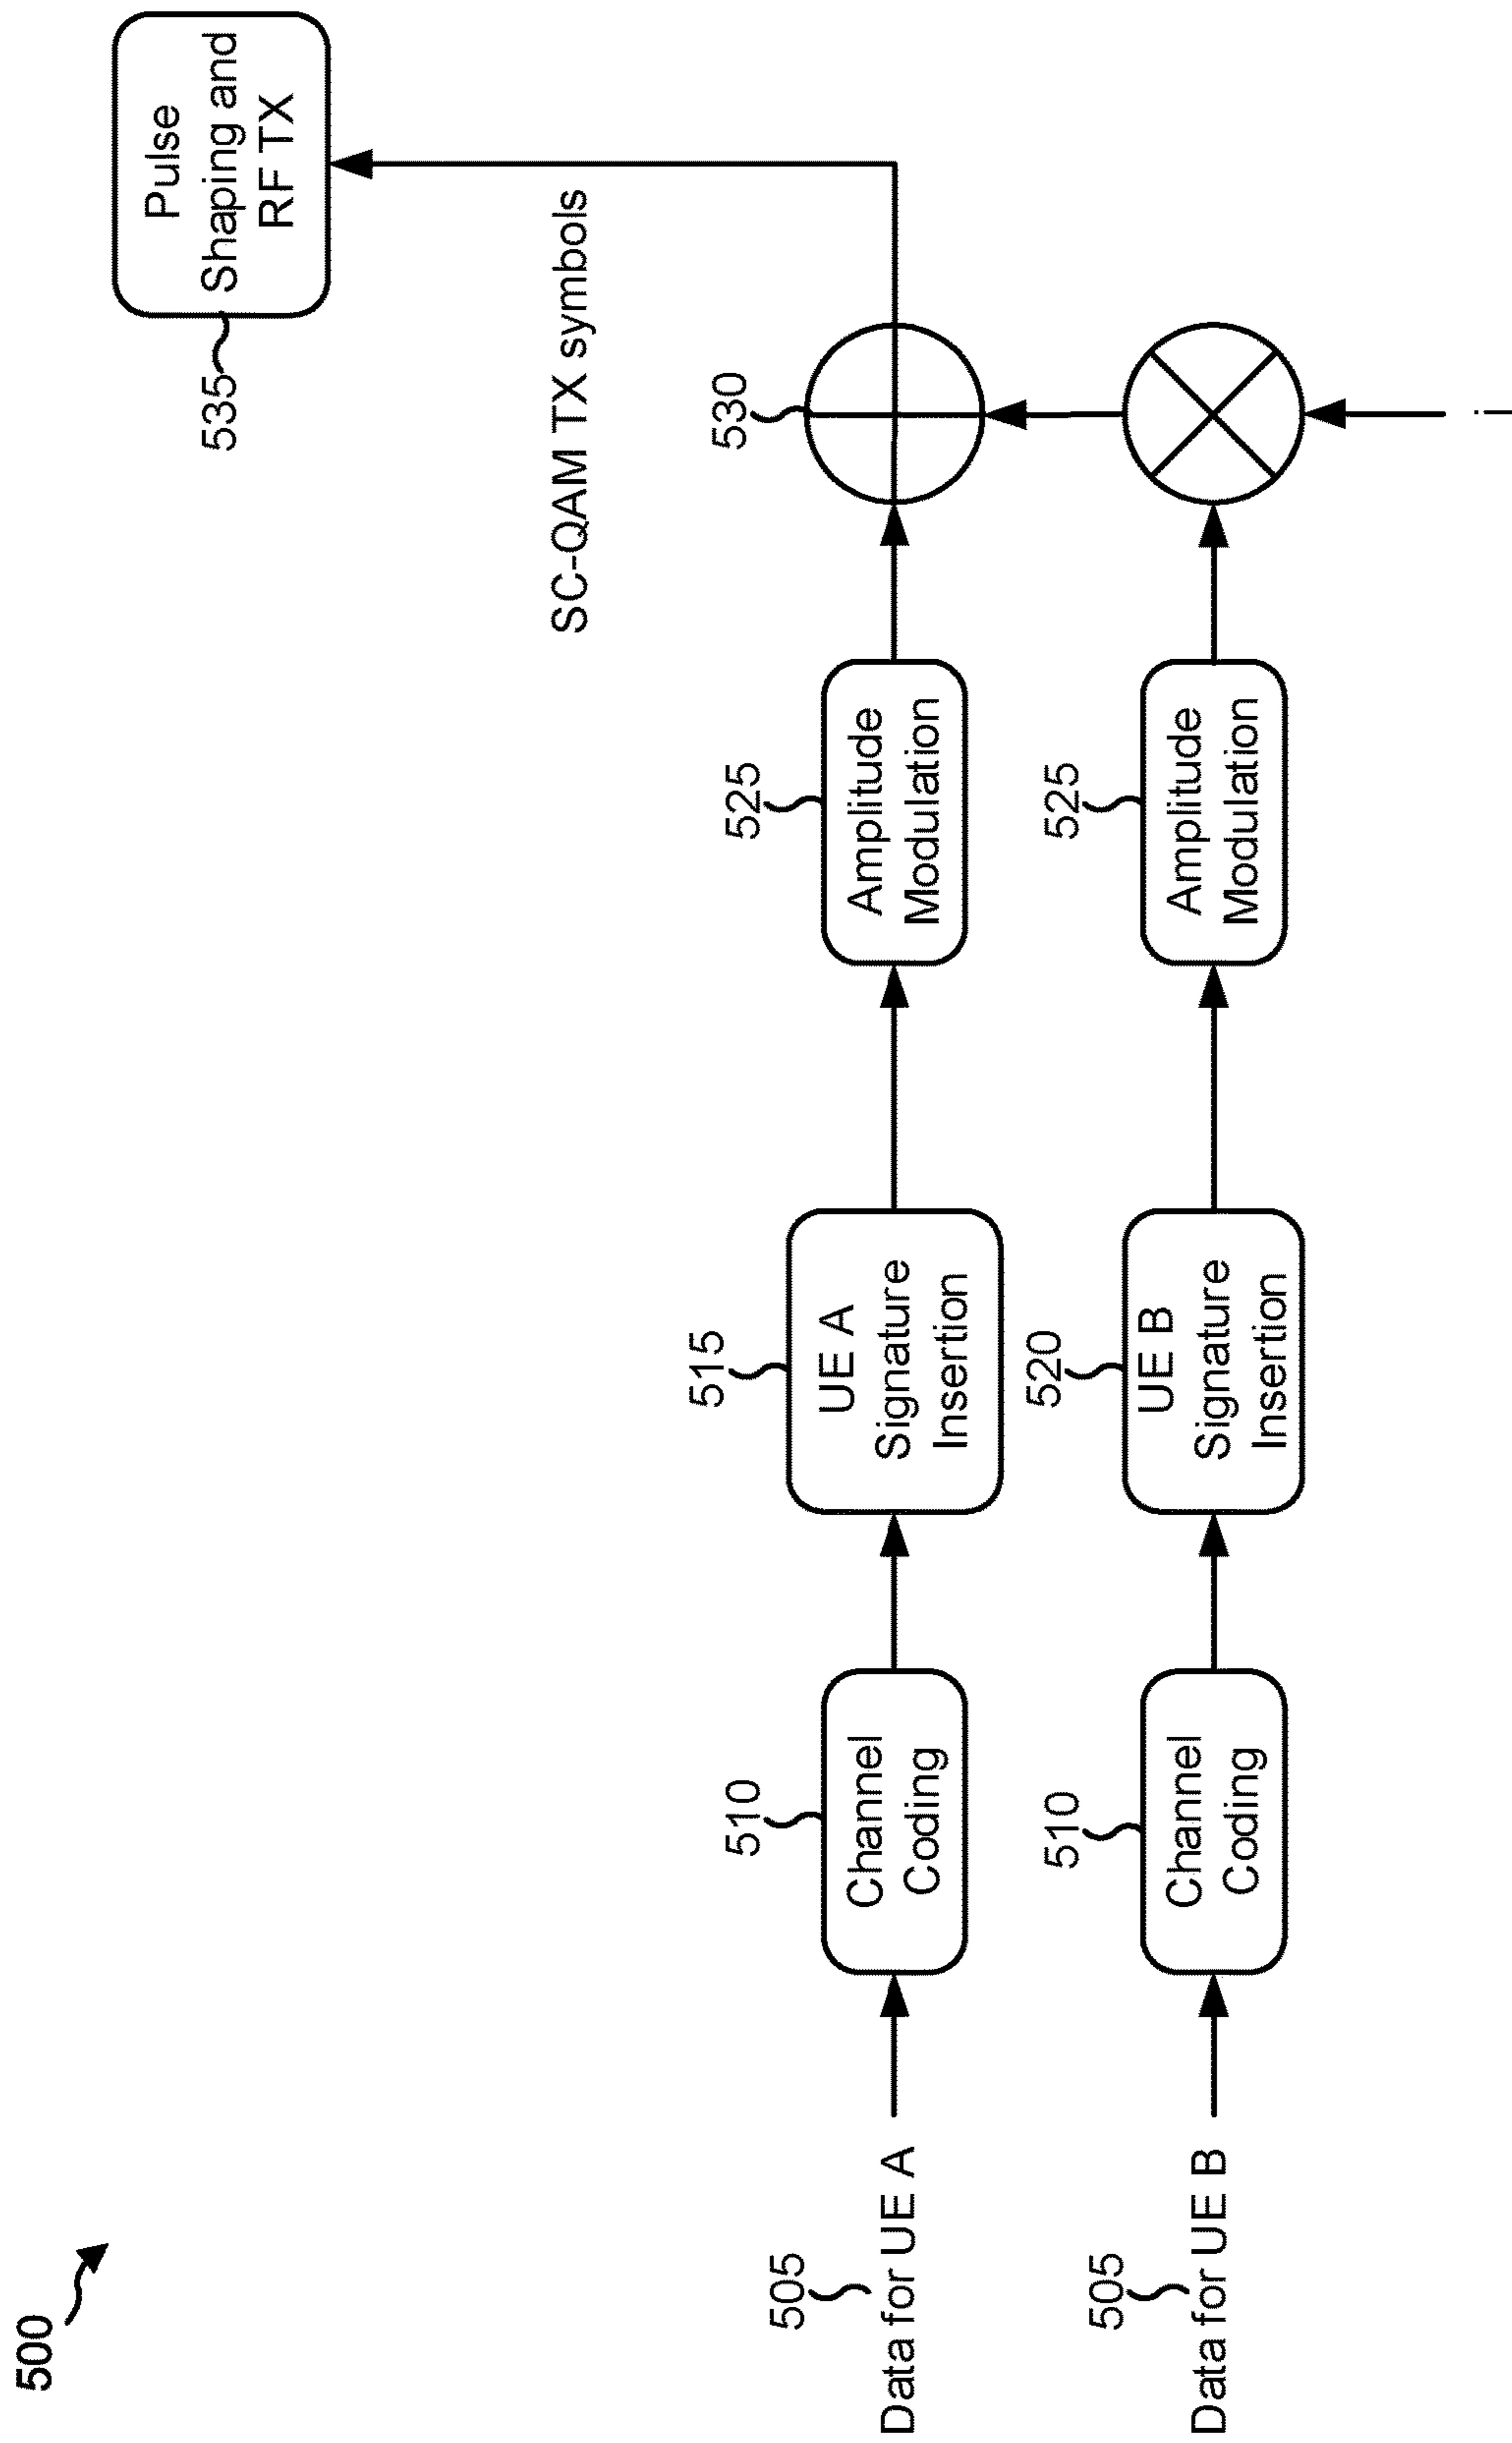 500
505
Data for UE A
510
Channel
Coding
515
UE A
Signature
Insertion
525
Amplitude
Modulation
530
SC-QAM TX symbols
535
Pulse
Shaping and
RF TX
505
Data for UE B
510
Channel
Coding
520
UE B
Signature
Insertion
525
Amplitude
Modulation
i